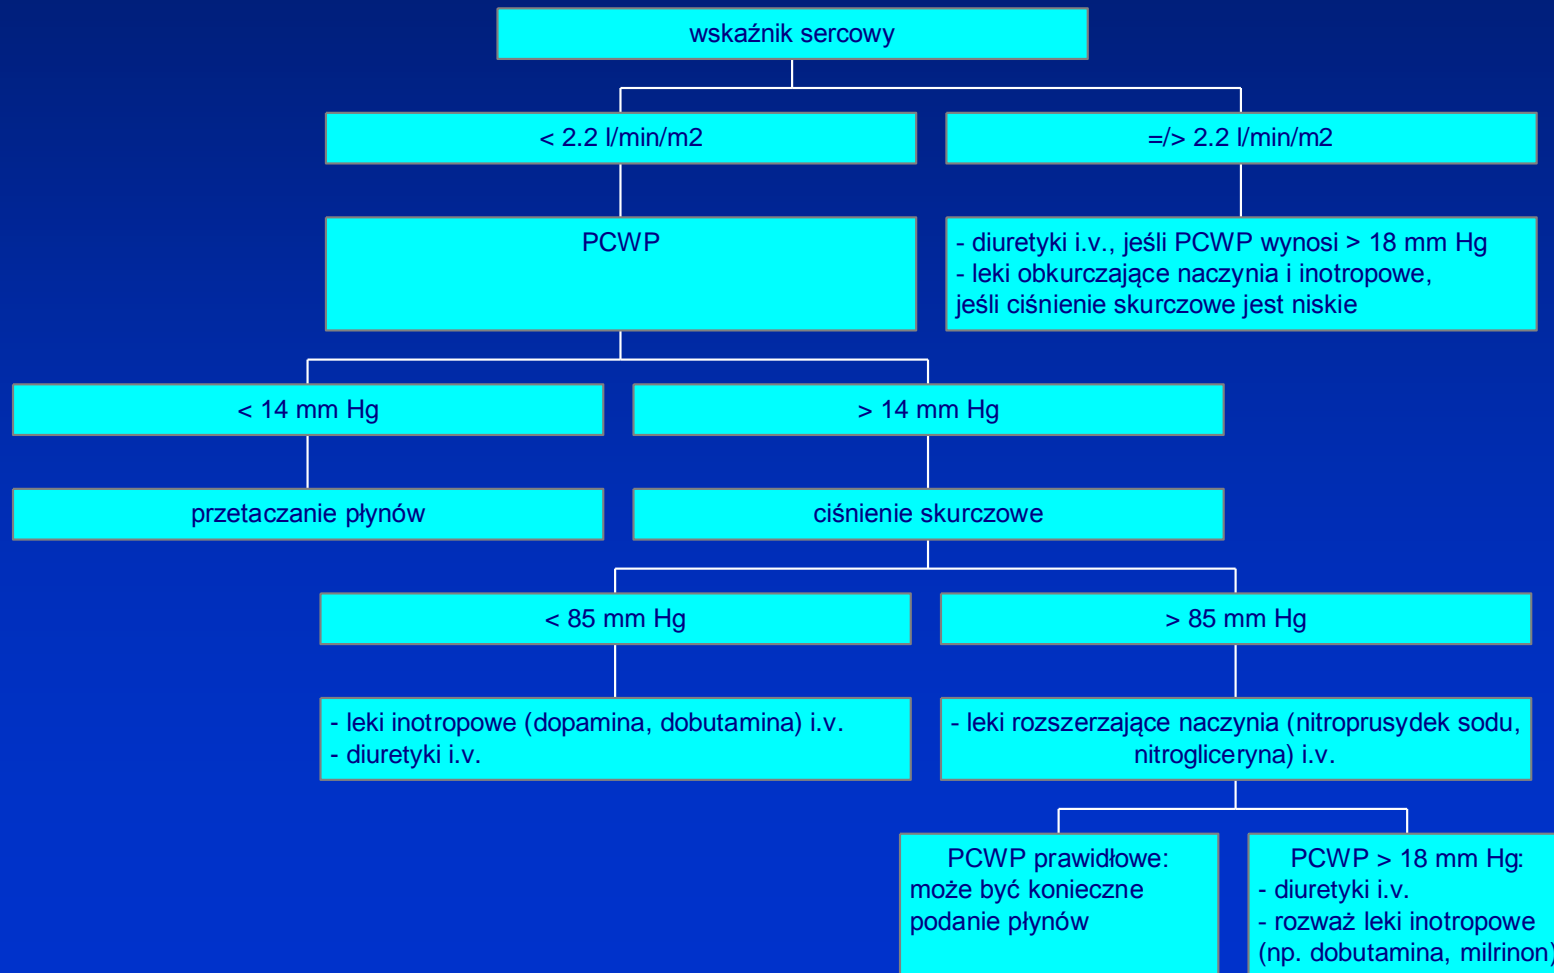 wskaźnik sercowy
< 2.2 l/min/m2
=/> 2.2 l/min/m2
PCWP
- diuretyki i.v., jeśli PCWP wynosi > 18 mm Hg
- leki obkurczające naczynia i inotropowe,
jeśli ciśnienie skurczowe jest niskie
< 14 mm Hg
> 14 mm Hg
przetaczanie płynów
ciśnienie skurczowe
< 85 mm Hg
> 85 mm Hg
- leki inotropowe (dopamina, dobutamina) i.v.
- diuretyki i.v.
- leki rozszerzające naczynia (nitroprusydek sodu,
nitrogliceryna) i.v.
PCWP prawidłowe:
może być konieczne
podanie płynów
PCWP > 18 mm Hg:
- diuretyki i.v.
- rozważ leki inotropowe
(np. dobutamina, milrinon)